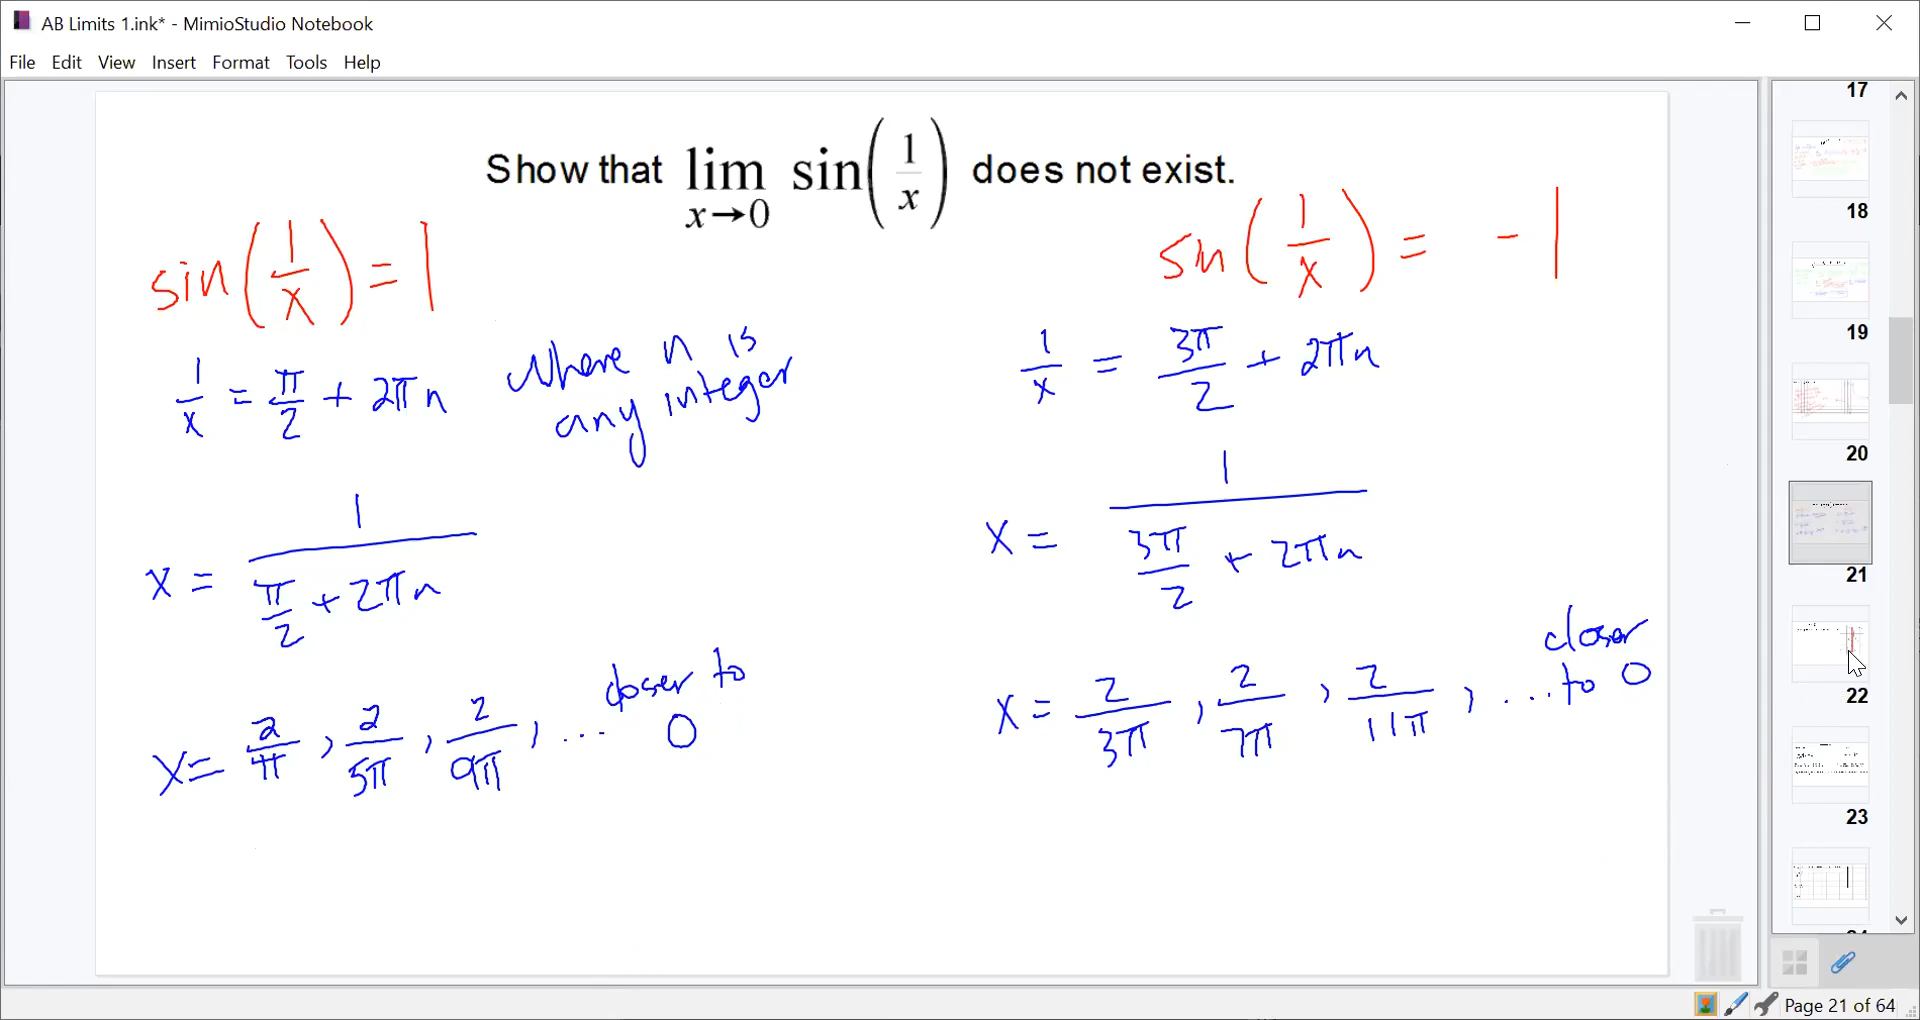 AB Limits 1.ink* - MimioStudio Notebook
File Edit View Insert Format Tools Help
Show that lim x→0 sin(1/x) does not exist.
sin(1/x) = 1
1/x = π/2 + 2πn
where n is
any integer
x = 1/(π/2 + 2πn)
x = 2/π, 2/5π, 2/9π, ...
closer to
0
sin(1/x) = -1
1/x = 3π/2 + 2πn
x = 1/(3π/2 + 2πn)
x = 2/3π, 2/7π, 2/11π, ...
closer
to 0
17
18
19
20
21
22
23
Page 21 of 64